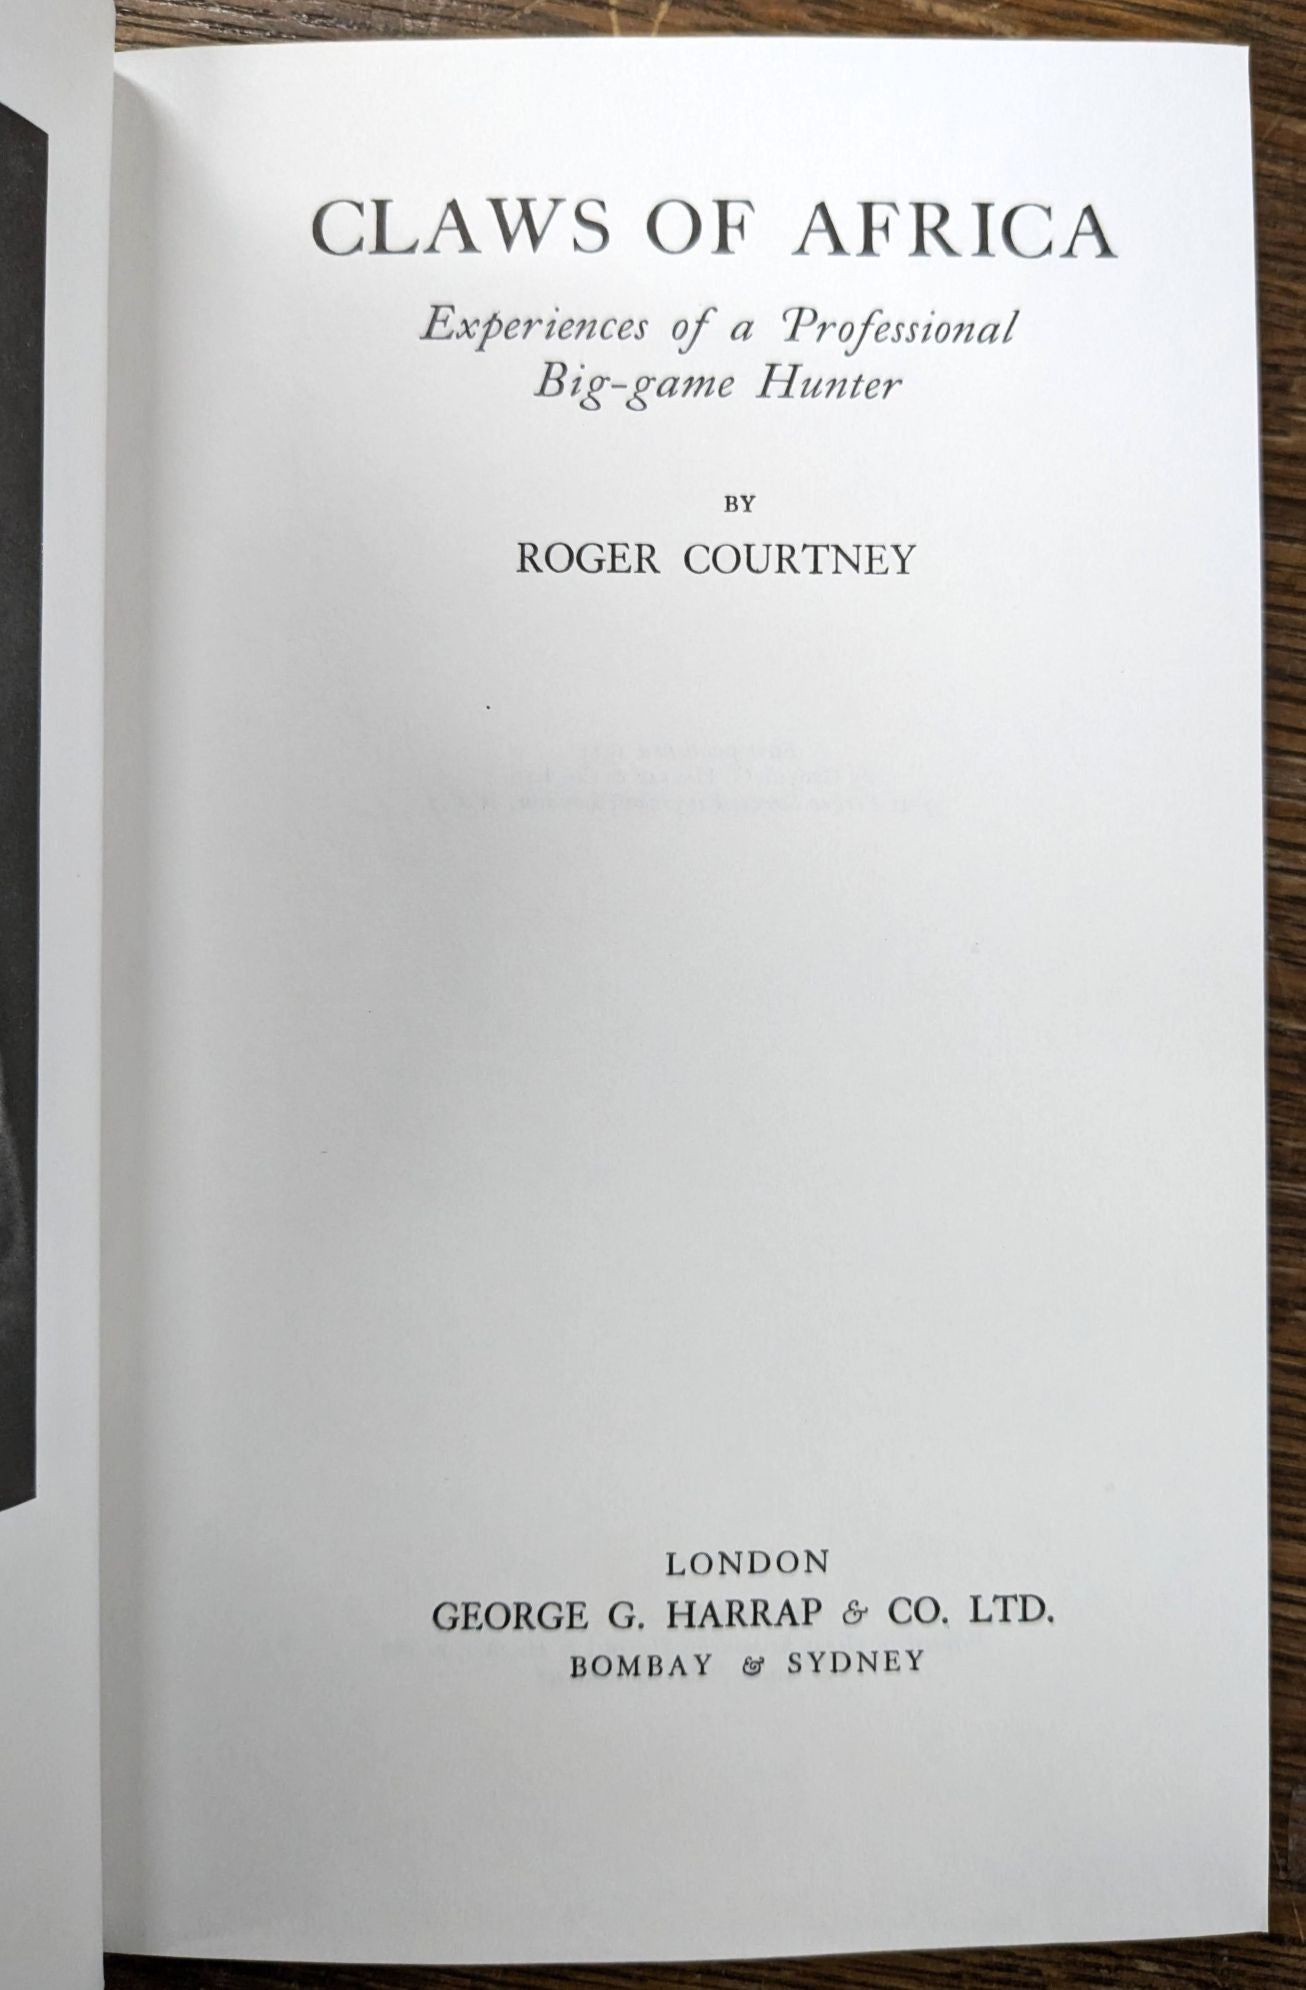 CLAWS OF AFRICA
Experiences of a Professional
Big-game Hunter
BY
ROGER COURTNEY
LONDON
GEORGE G. HARRAP & CO. LTD.
BOMBAY & SYDNEY